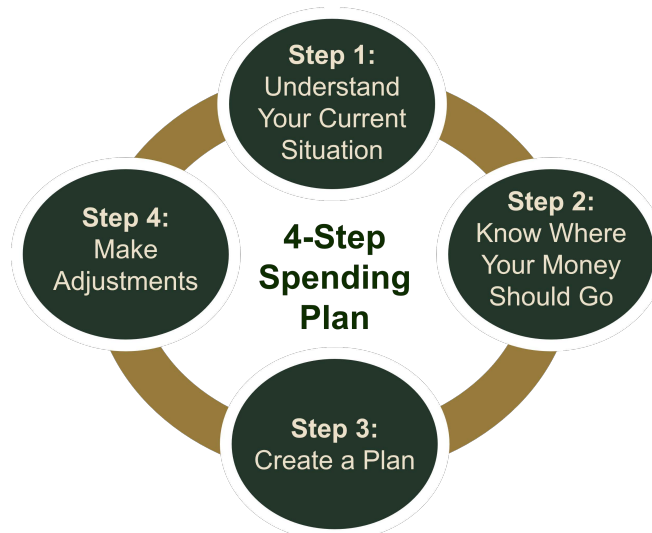 Step 1:
Understand
Your Current
Situation
Step 2:
Know Where
Your Money
Should Go
Step 4:
Make
Adjustments
4-Step
Spending
Plan
Step 3:
Create a Plan